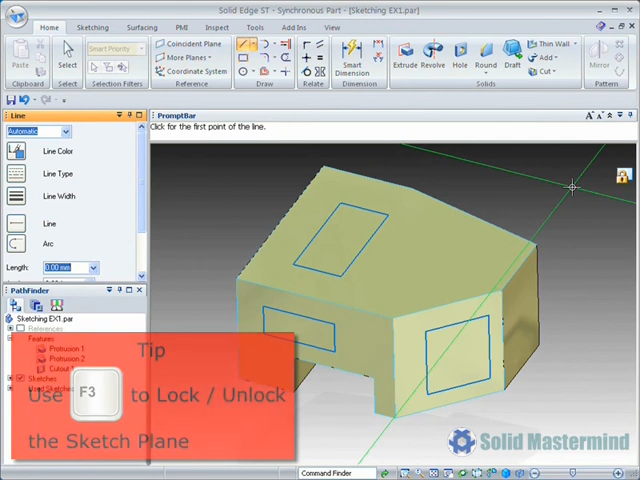 Solid Edge ST - Synchronous Part - [Sketching EX1.par]
Home Sketching Surfacing PMI Inspect Tools Add Ins View
Paste
Clipboard
Select
Select
Smart Priority
Selection Filters
Coincident Plane
More Planes
Coordinate System
Reference
Draw
Relate
Smart Dimension
Dimension
Extrude
Revolve
Hole
Round
Draft
Thin Wall
Add
Cut
Solids
Mirror
Pattern
Line
Automatic
Line Color
Line Type
Line Width
Line
Arc
Length: 0.00 mm
PromptBar
Click for the first point of the line.
PathFinder
Sketching EX1.par
References
Features
Protrusion 1
Protrusion 2
Cutout
Sketches
Used Sketches
Tip
Use F3 to Lock / Unlock
the Sketch Plane
Solid Mastermind
Command Finder